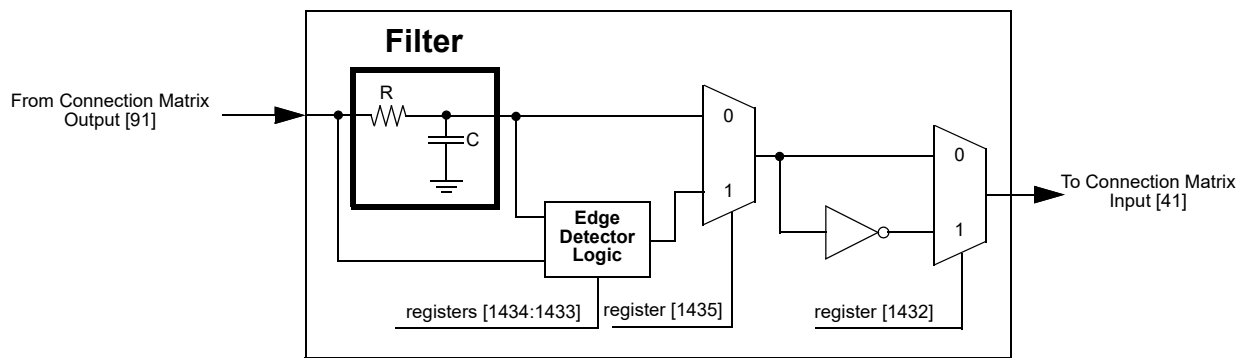 Filter
From Connection Matrix
Output [91]
R
C
0
1
Edge
Detector
Logic
0
1
To Connection Matrix
Input [41]
registers [1434:1433]
register [1435]
register [1432]